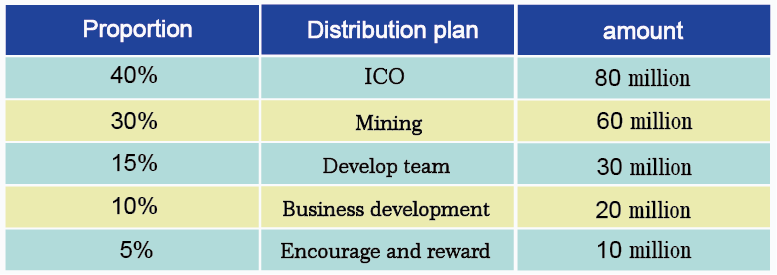 Proportion Distribution plan amount
40% ICO 80 million
30% Mining 60 million
15% Develop team 30 million
10% Business development 20 million
5% Encourage and reward 10 million